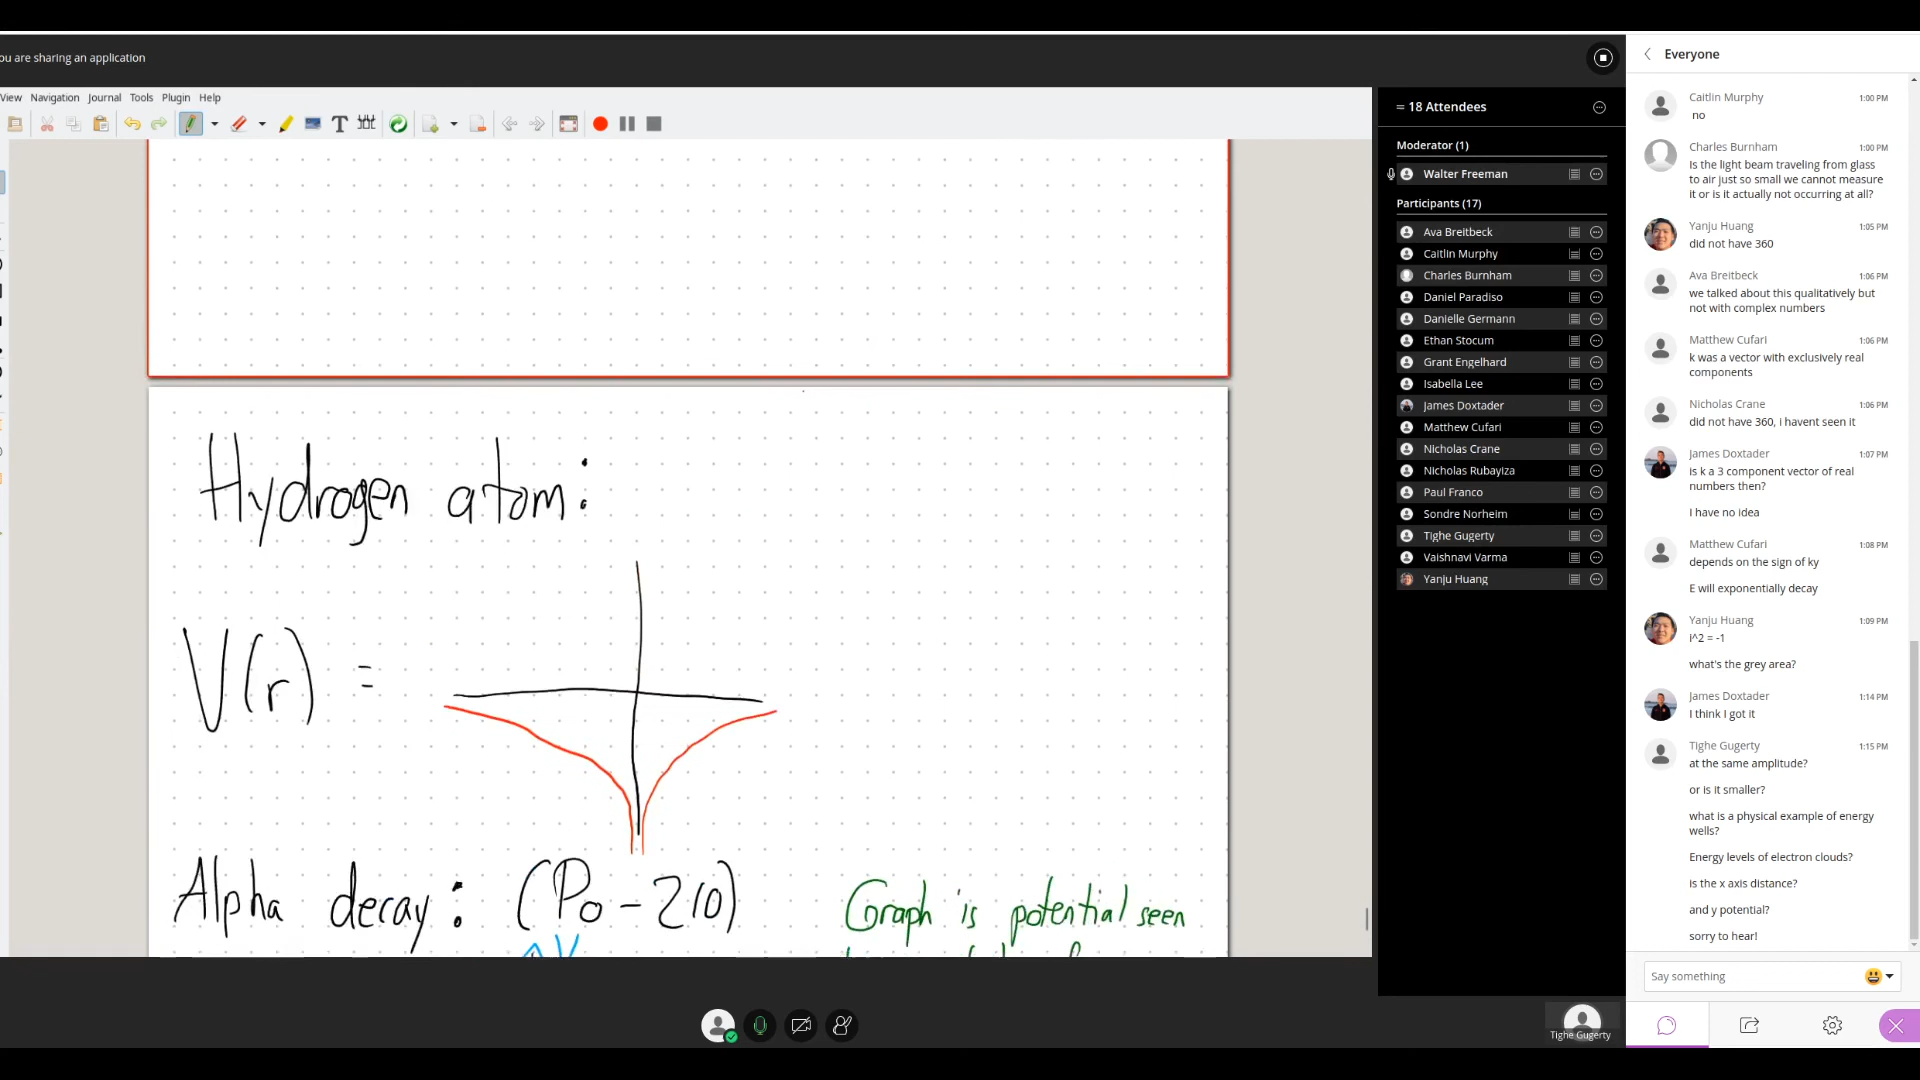 ou are sharing an application
View Navigation Journal Tools Plugin Help
Hydrogen atom:
V(r) =
Alpha decay: (Po-210)
Graph is potential seen
= 18 Attendees
Moderator (1)
Walter Freeman
Participants (17)
Ava Breitbeck
Caitlin Murphy
Charles Burnham
Daniel Paradiso
Danielle Germann
Ethan Stocum
Grant Engelhard
Isabella Lee
James Doxtader
Matthew Cufari
Nicholas Crane
Nicholas Rubayiza
Paul Franco
Sondre Norheim
Tighe Gugerty
Vaishnavi Varma
Yanju Huang
Tighe Gugerty
Everyone
Caitlin Murphy 1:00 PM
no
Charles Burnham 1:00 PM
Is the light beam traveling from glass
to air just so small we cannot measure
it or is it actually not occurring at all?
Yanju Huang 1:05 PM
did not have 360
Ava Breitbeck 1:06 PM
we talked about this qualitatively but
not with complex numbers
Matthew Cufari 1:06 PM
k was a vector with exclusively real
components
Nicholas Crane 1:06 PM
did not have 360, i havent seen it
James Doxtader 1:07 PM
is k a 3 component vector of real
numbers then?
I have no idea
Matthew Cufari 1:08 PM
depends on the sign of ky
E will exponentially decay
Yanju Huang 1:09 PM
i^2 = -1
what's the grey area?
James Doxtader 1:14 PM
I think I got it
Tighe Gugerty 1:15 PM
at the same amplitude?
or is it smaller?
what is a physical example of energy
wells?
Energy levels of electron clouds?
is the x axis distance?
and y potential?
sorry to hear!
Say something